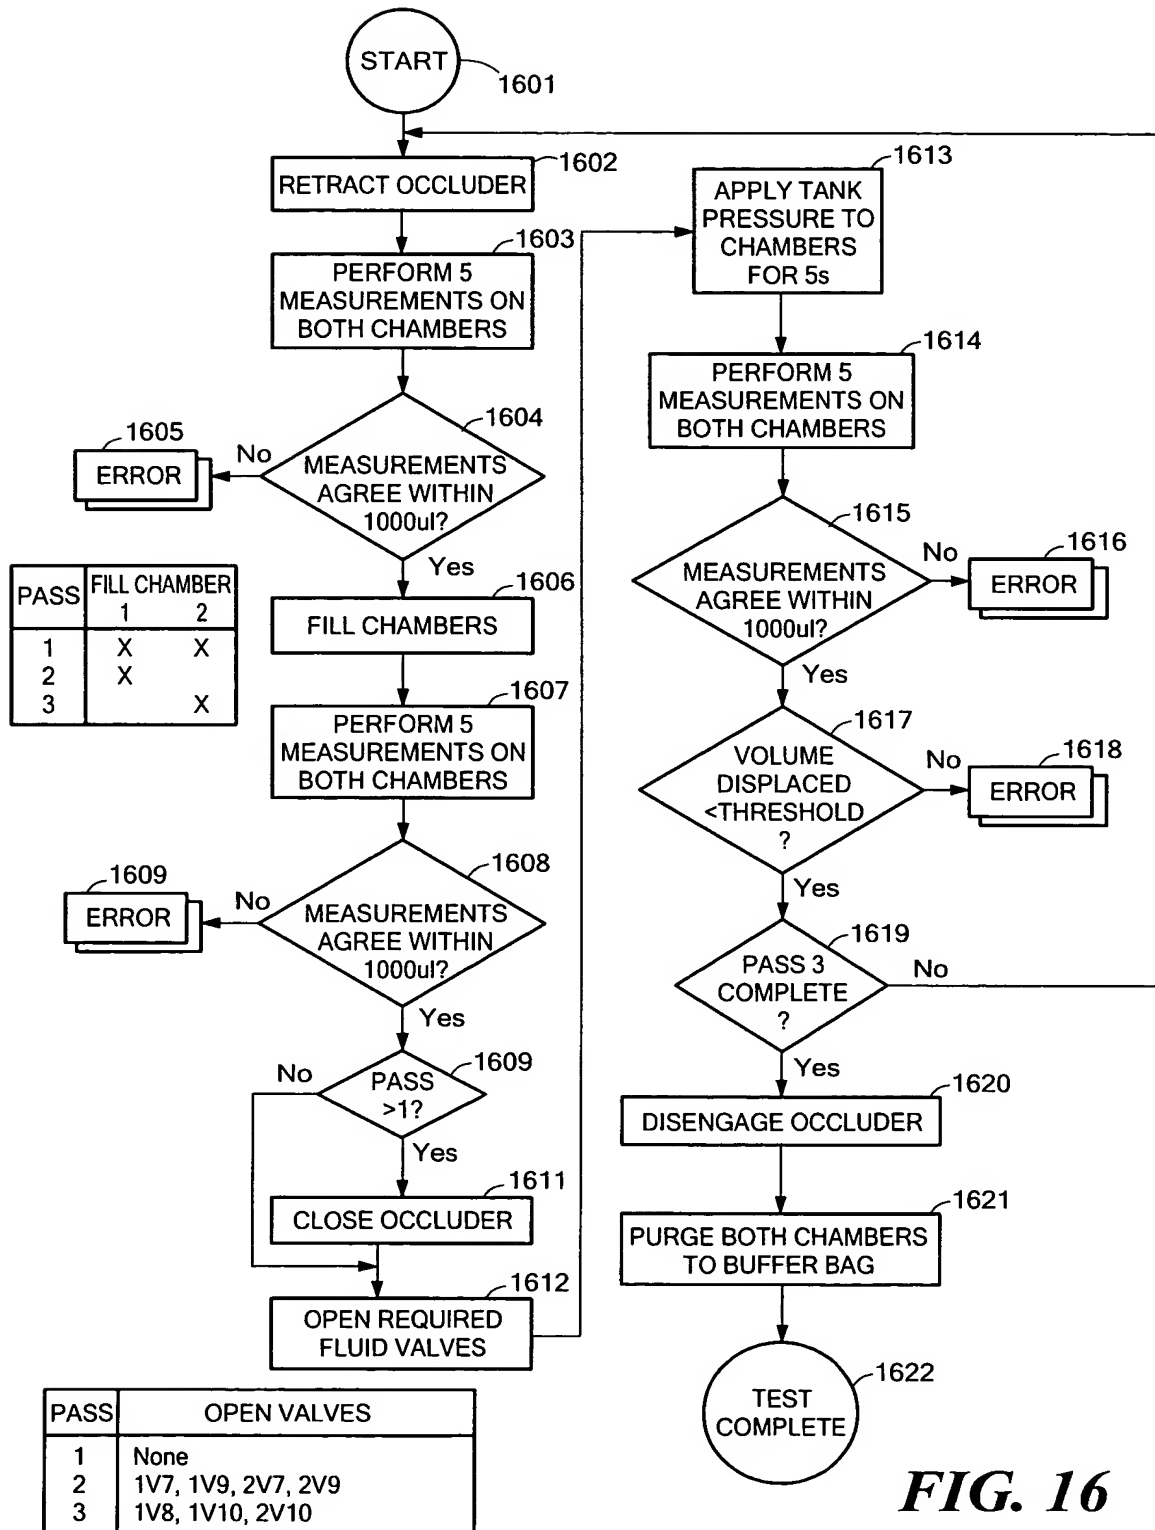 START
1601
RETRACT OCCLUDER
1602
PERFORM 5
MEASUREMENTS ON
BOTH CHAMBERS
1603
MEASUREMENTS
AGREE WITHIN
1000ul?
1604
No
1605
ERROR
Yes
PASS
FILL CHAMBER
1 2
1 X X
2 X
3 X
1606
FILL CHAMBERS
1607
PERFORM 5
MEASUREMENTS ON
BOTH CHAMBERS
1608
MEASUREMENTS
AGREE WITHIN
1000ul?
No
1609
ERROR
Yes
1609
PASS
>1?
No
Yes
1611
CLOSE OCCLUDER
1612
OPEN REQUIRED
FLUID VALVES
PASS OPEN VALVES
1 None
2 1V7, 1V9, 2V7, 2V9
3 1V8, 1V10, 2V10
1613
APPLY TANK
PRESSURE TO
CHAMBERS
FOR 5s
1614
PERFORM 5
MEASUREMENTS ON
BOTH CHAMBERS
1615
MEASUREMENTS
AGREE WITHIN
1000ul?
No
1616
ERROR
Yes
1617
VOLUME
DISPLACED
<THRESHOLD
?
No
1618
ERROR
Yes
1619
PASS 3
COMPLETE
?
No
Yes
1620
DISENGAGE OCCLUDER
1621
PURGE BOTH CHAMBERS
TO BUFFER BAG
1622
TEST
COMPLETE
FIG. 16